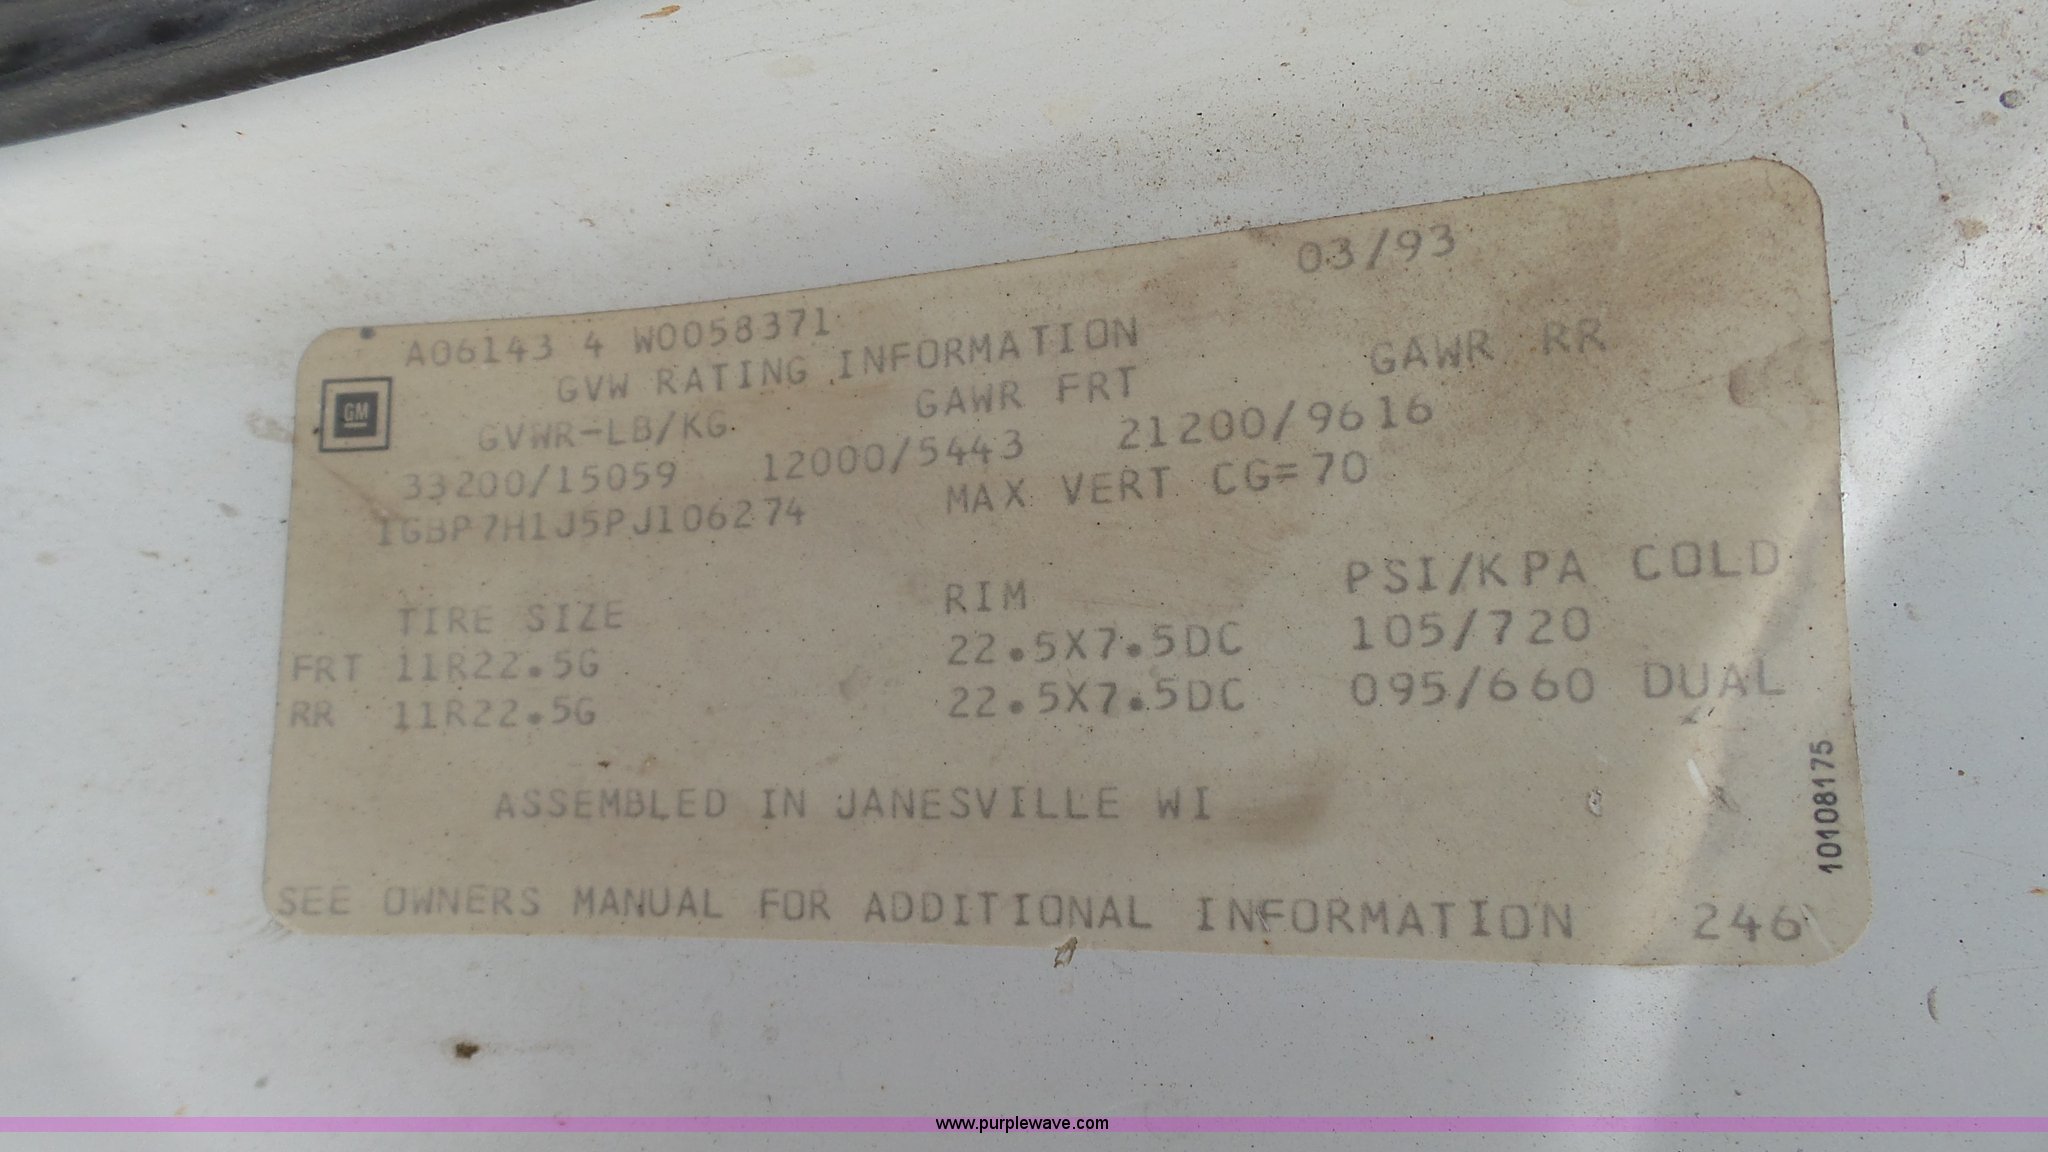 03/93
A06143 4 W0058371
GVW RATING INFORMATION
GM
GVWR-LB/KG GAWR FRT GAWR RR
33200/15059 12000/5443 21200/9616
1GBP7H1J5PJ106274 MAX VERT CG=70
TIRE SIZE RIM PSI/KPA COLD
FRT 11R22.5G 22.5X7.5DC 105/720
RR 11R22.5G 22.5X7.5DC 095/660 DUAL
ASSEMBLED IN JANESVILLE WI
10108175
SEE OWNERS MANUAL FOR ADDITIONAL INFORMATION 246
www.purplewave.com